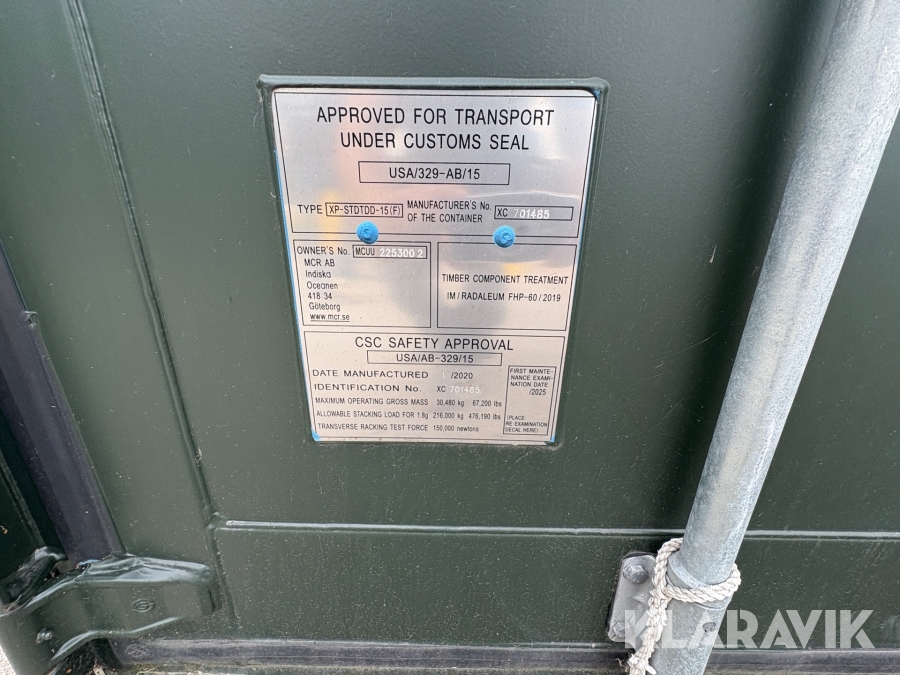 APPROVED FOR TRANSPORT
UNDER CUSTOMS SEAL
USA/329-AB/15
TYPE XP-STDTDD-15(F) MANUFACTURER'S No. OF THE CONTAINER XC 701485
OWNER'S No. MCUU 225300 2
MCR AB
Indiska
Oceanen
418 34
Göteborg
www.mcr.se
TIMBER COMPONENT TREATMENT
IM/RADALEUM FHP-60/2019
CSC SAFETY APPROVAL
USA/AB-329/15
DATE MANUFACTURED /2020
IDENTIFICATION No. XC 701485
MAXIMUM OPERATING GROSS MASS 30,480 kg 67,200 lbs
ALLOWABLE STACKING LOAD FOR 1.8g 216,000 kg 476,190 lbs
TRANSVERSE RACKING TEST FORCE 150,000 newtons
FIRST MAINTE-
NANCE EXAMI-
NATION DATE
/2025
(PLACE
RE EXAMINATION
DECAL HERE)
KLARAVIK